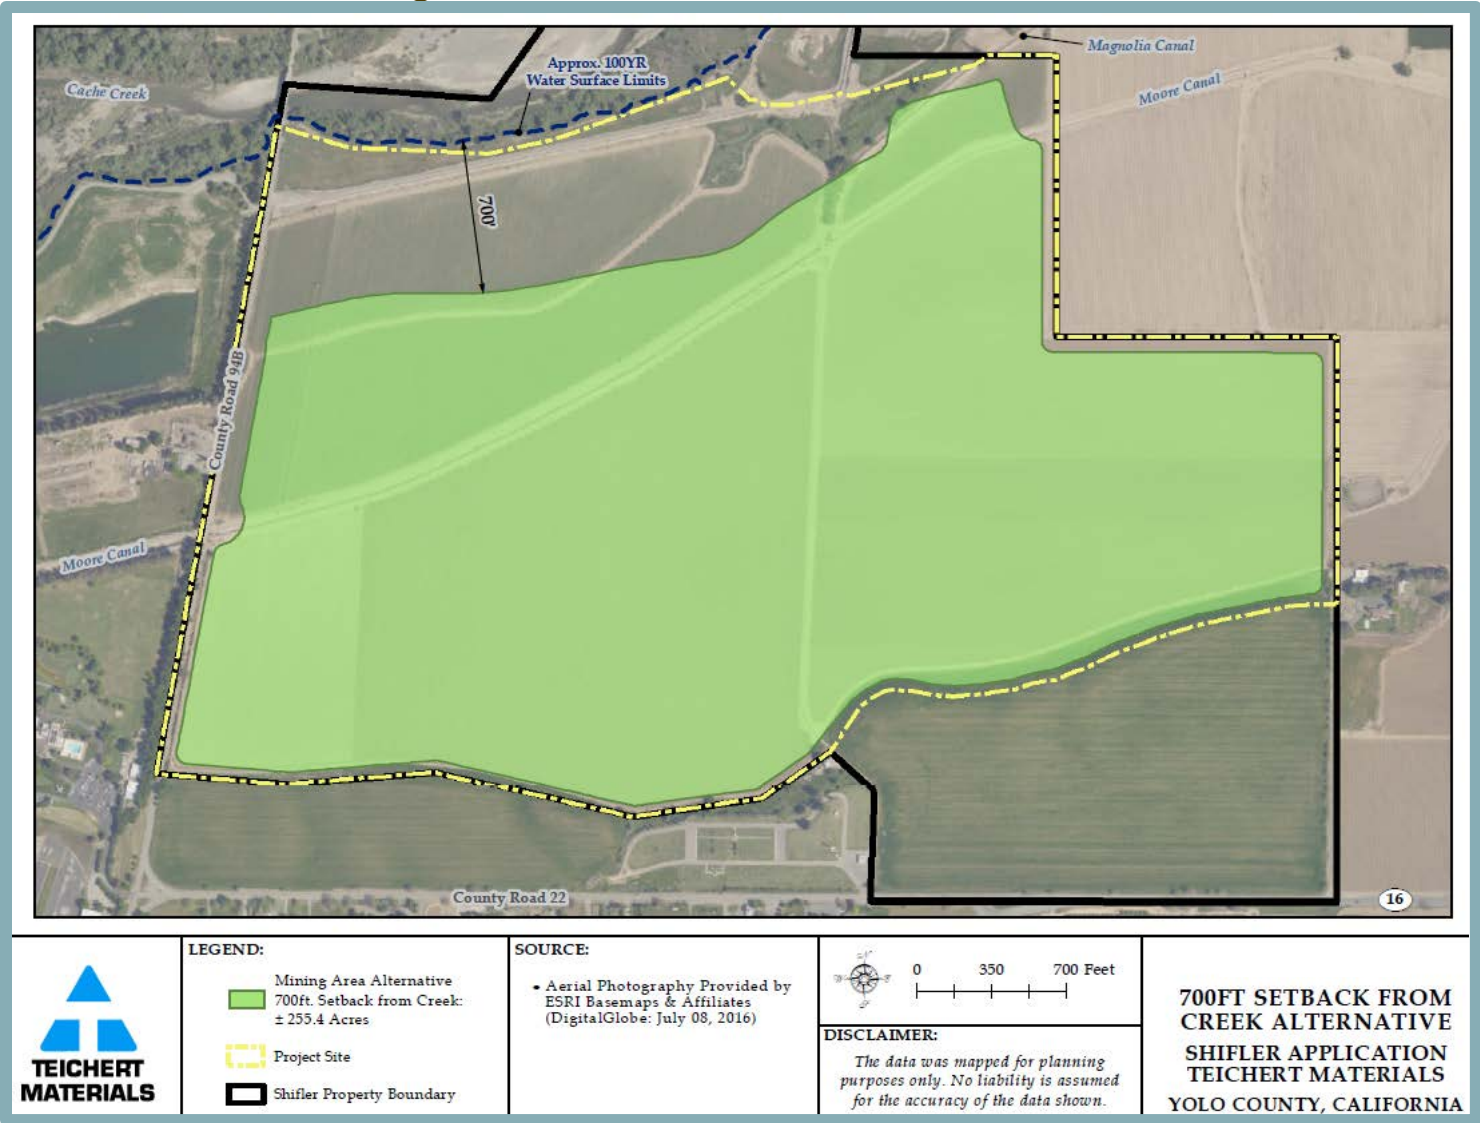 Magnolia Canal
Approx. 100YR
Water Surface Limits
Cache Creek
Moore Canal
700'
County Road 94B
Moore Canal
County Road 22
16
LEGEND:
Mining Area Alternative
700ft. Setback from Creek:
± 255.4 Acres
Project Site
Shifler Property Boundary
SOURCE:
• Aerial Photography Provided by
ESRI Basemaps & Affiliates
(DigitalGlobe: July 08, 2016)
0 350 700 Feet
DISCLAIMER:
The data was mapped for planning
purposes only. No liability is assumed
for the accuracy of the data shown.
TEICHERT
MATERIALS
700FT SETBACK FROM
CREEK ALTERNATIVE
SHIFLER APPLICATION
TEICHERT MATERIALS
YOLO COUNTY, CALIFORNIA